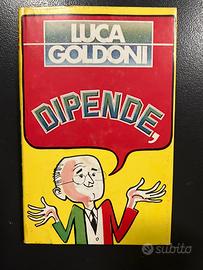 LUCA
GOLDONI
DIPENDE,
subito